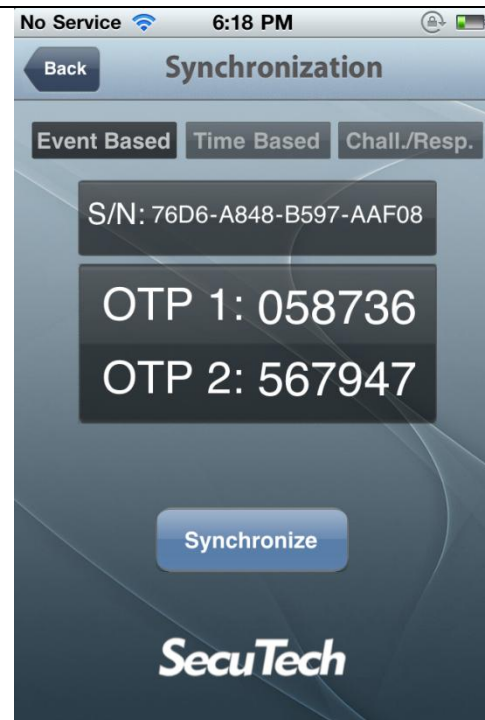 No Service 6:18 PM
Back Synchronization
Event Based Time Based Chall./Resp.
S/N: 76D6-A848-B597-AAF08
OTP 1: 058736
OTP 2: 567947
Synchronize
SecuTech